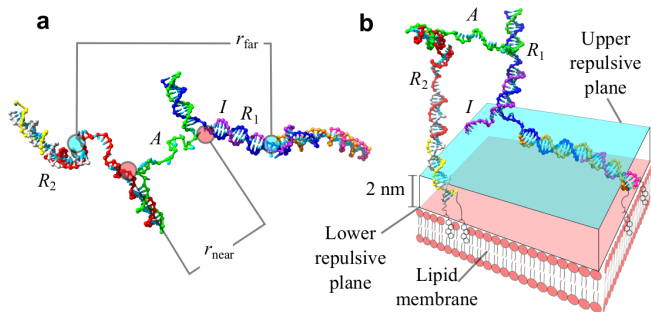 a
b
r_far
A
I
R_1
R_2
r_near
A
R_1
R_2
I
Upper
repulsive
plane
2 nm
Lower
repulsive
plane
Lipid
membrane